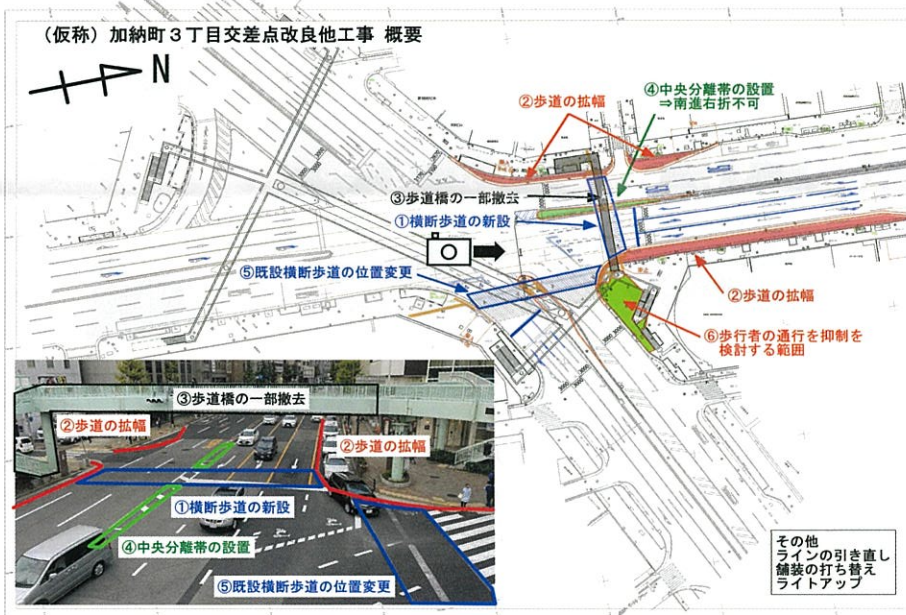 (仮称) 加納町3丁目交差点改良他工事 概要
N
④中央分離帯の設置
⇒南進右折不可
②歩道の拡幅
③歩道橋の一部撤去
①横断歩道の新設
⑤既設横断歩道の位置変更
②歩道の拡幅
⑥歩行者の通行を抑制を
検討する範囲
③歩道橋の一部撤去
②歩道の拡幅
②歩道の拡幅
①横断歩道の新設
④中央分離帯の設置
⑤既設横断歩道の位置変更
その他
ラインの引き直し
舗装の打ち替え
ライトアップ